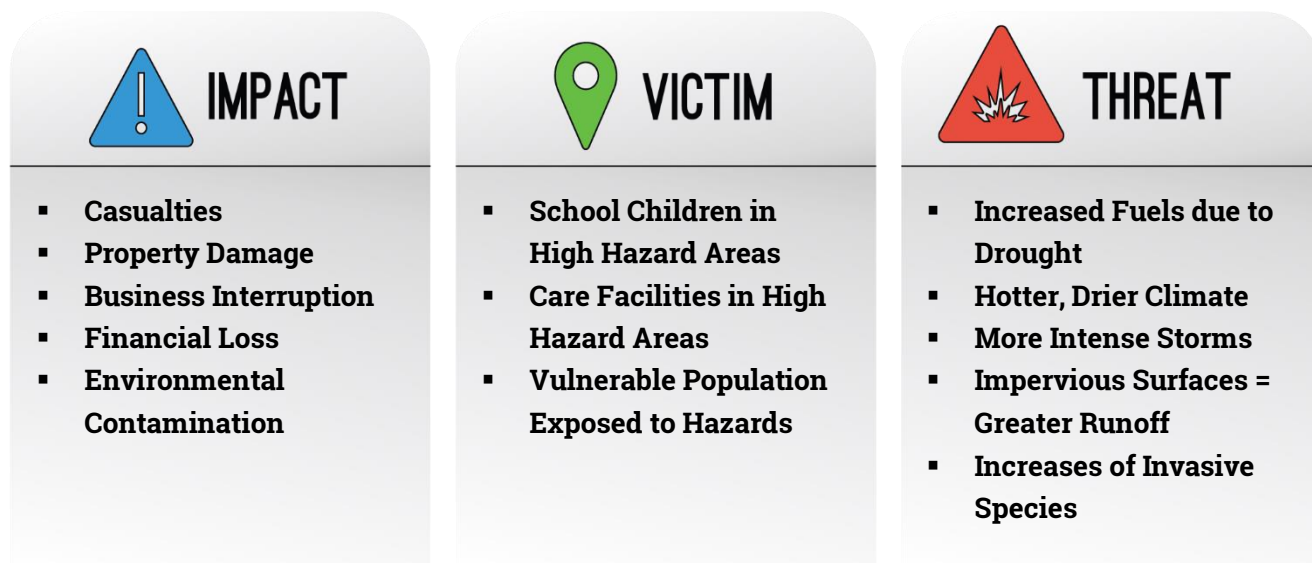 IMPACT
▪ Casualties
▪ Property Damage
▪ Business Interruption
▪ Financial Loss
▪ Environmental
Contamination
VICTIM
▪ School Children in
High Hazard Areas
▪ Care Facilities in High
Hazard Areas
▪ Vulnerable Population
Exposed to Hazards
THREAT
▪ Increased Fuels due to
Drought
▪ Hotter, Drier Climate
▪ More Intense Storms
▪ Impervious Surfaces =
Greater Runoff
▪ Increases of Invasive
Species